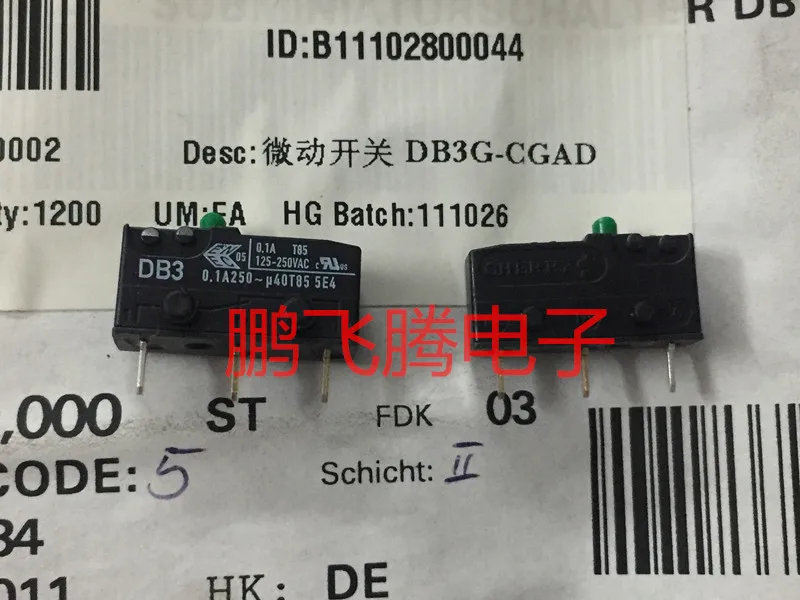 R DB
ID:B11102800044
0002
Desc:微动开关 DB3G-CGAD
ty:1200 UM:EA HG Batch:111026
DB3
05
0.1A T85
125-250VAC
0.1A250~µ40T85 5E4
CHERRY
鹏飞腾电子
,000 ST FDK 03
CODE:5 Schicht: II
34
011 HK: DE